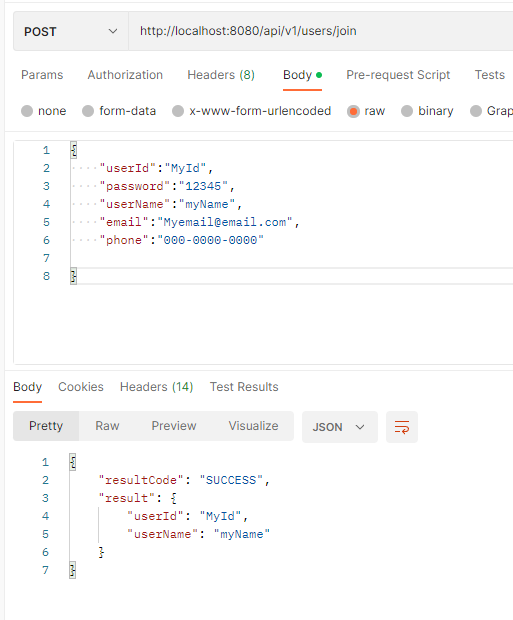 POST http://localhost:8080/api/v1/users/join
Params Authorization Headers (8) Body Pre-request Script Tests
none form-data x-www-form-urlencoded raw binary Grap
1 {
2 "userId":"MyId",
3 "password":"12345",
4 "userName":"myName",
5 "email":"Myemail@email.com",
6 "phone":"000-0000-0000"
7
8 }
Body Cookies Headers (14) Test Results
Pretty Raw Preview Visualize JSON
1 {
2 "resultCode": "SUCCESS",
3 "result": {
4 "userId": "MyId",
5 "userName": "myName"
6 }
7 }